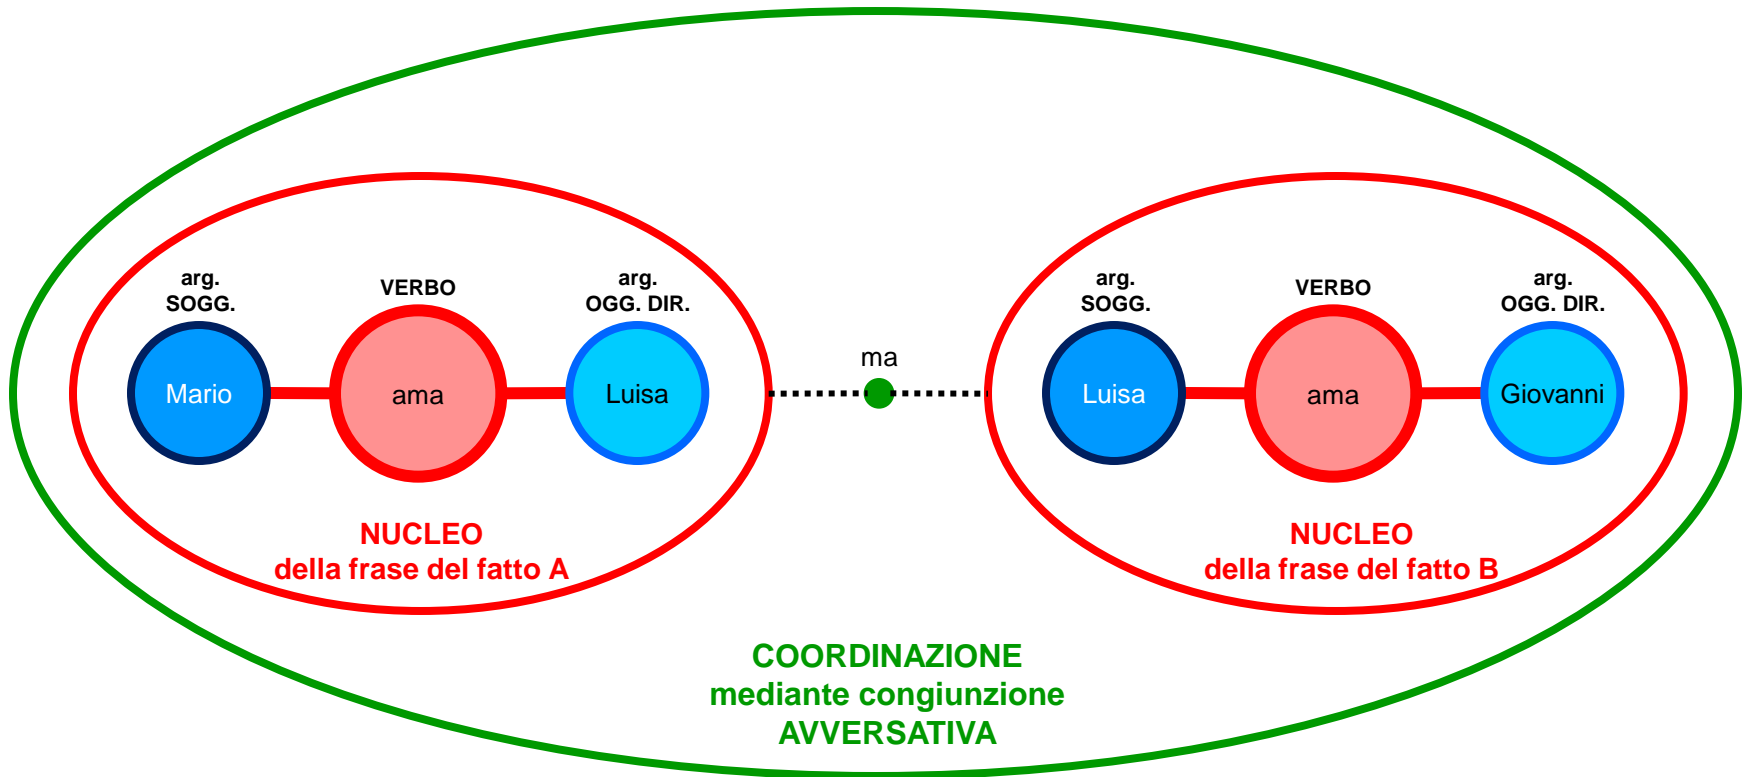 arg.
SOGG.
VERBO
arg.
OGG. DIR.
Mario
ama
Luisa
NUCLEO
della frase del fatto A
ma
arg.
SOGG.
VERBO
arg.
OGG. DIR.
Luisa
ama
Giovanni
NUCLEO
della frase del fatto B
COORDINAZIONE
mediante congiunzione
AVVERSATIVA